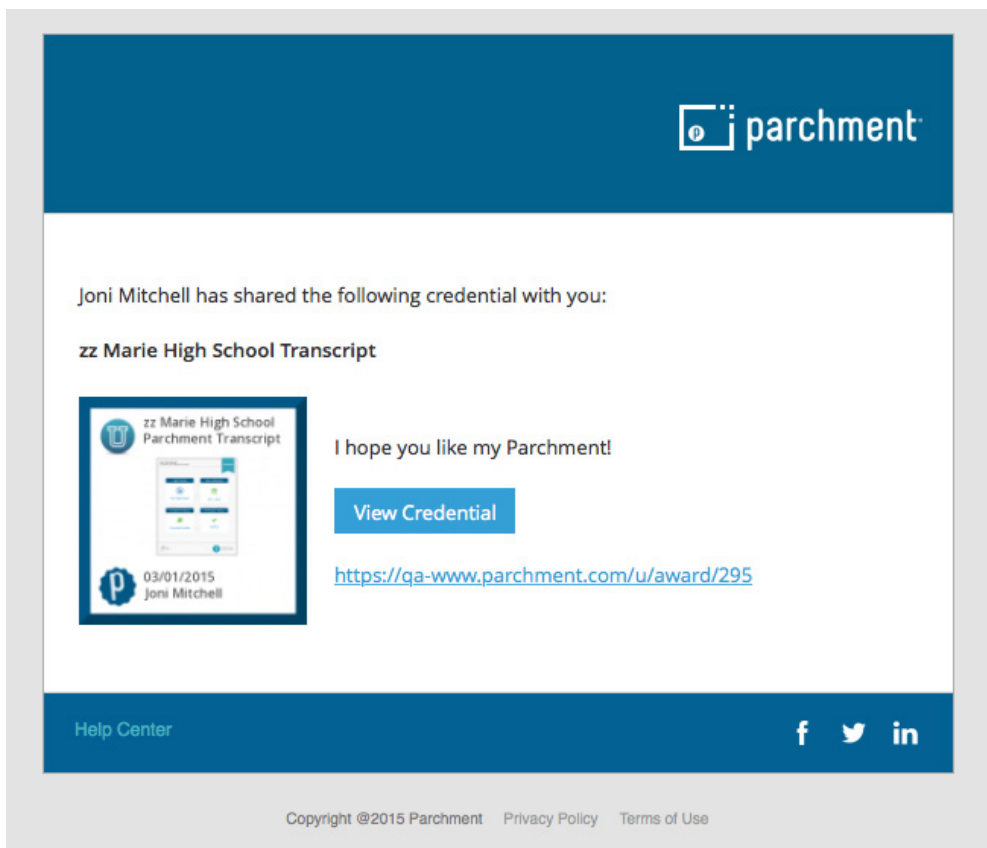 parchment
Joni Mitchell has shared the following credential with you:
zz Marie High School Transcript
zz Marie High School
Parchment Transcript
03/01/2015
Joni Mitchell
I hope you like my Parchment!
View Credential
https://qa-www.parchment.com/u/award/295
Help Center
Copyright @2015 Parchment Privacy Policy Terms of Use